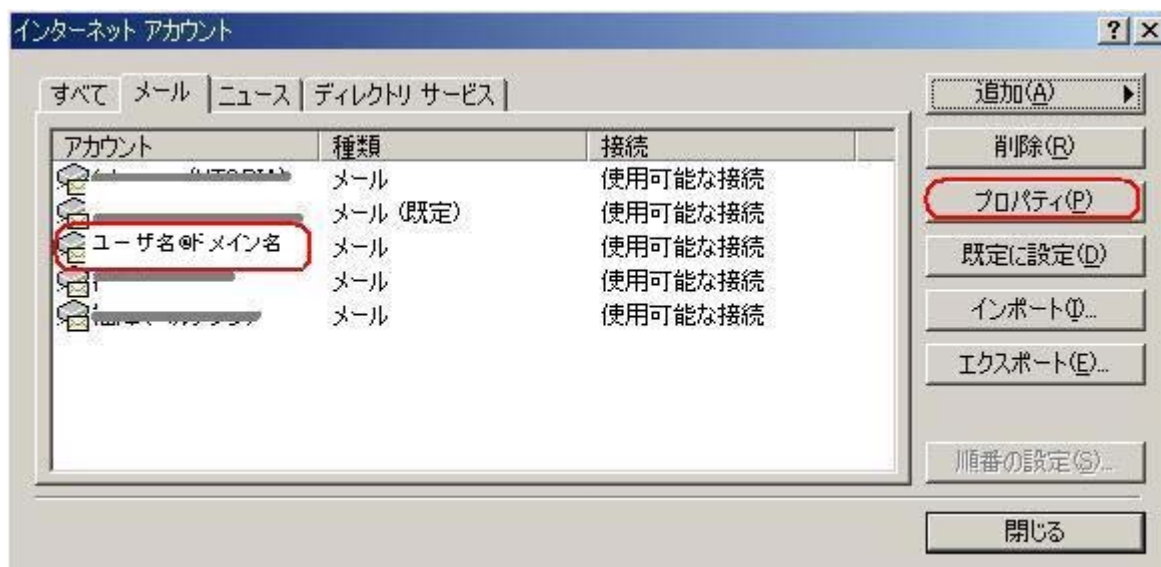 インターネット アカウント
すべて メール ニュース ディレクトリ サービス
追加(A)
アカウント 種類 接続
削除(R)
メール 使用可能な接続
プロパティ(P)
メール (既定) 使用可能な接続
ユーザ名@ドメイン名 メール 使用可能な接続
既定に設定(D)
メール 使用可能な接続
インポート(I)...
メール 使用可能な接続
エクスポート(E)...
順番の設定(S)...
閉じる